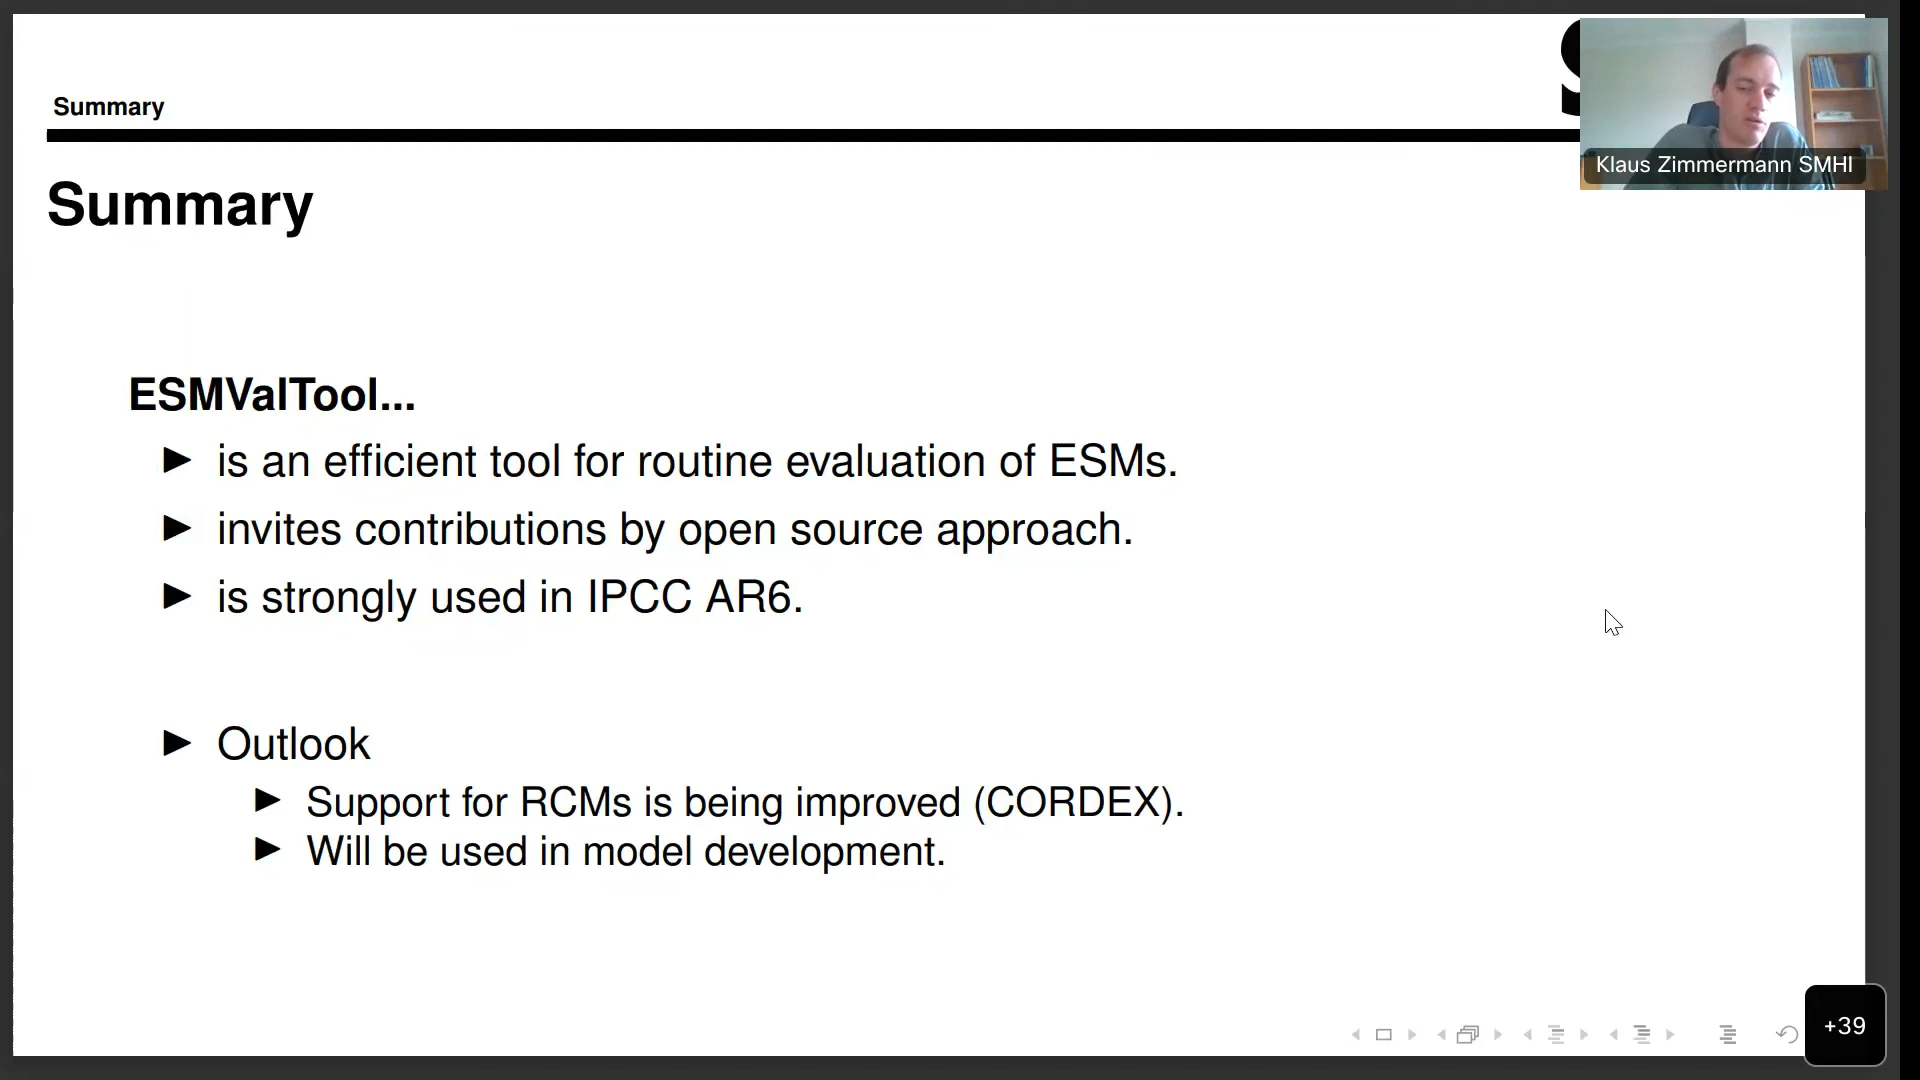 Summary
Klaus Zimmermann SMHI
Summary
ESMValTool...
is an efficient tool for routine evaluation of ESMs.
invites contributions by open source approach.
is strongly used in IPCC AR6.
Outlook
Support for RCMs is being improved (CORDEX).
Will be used in model development.
+39